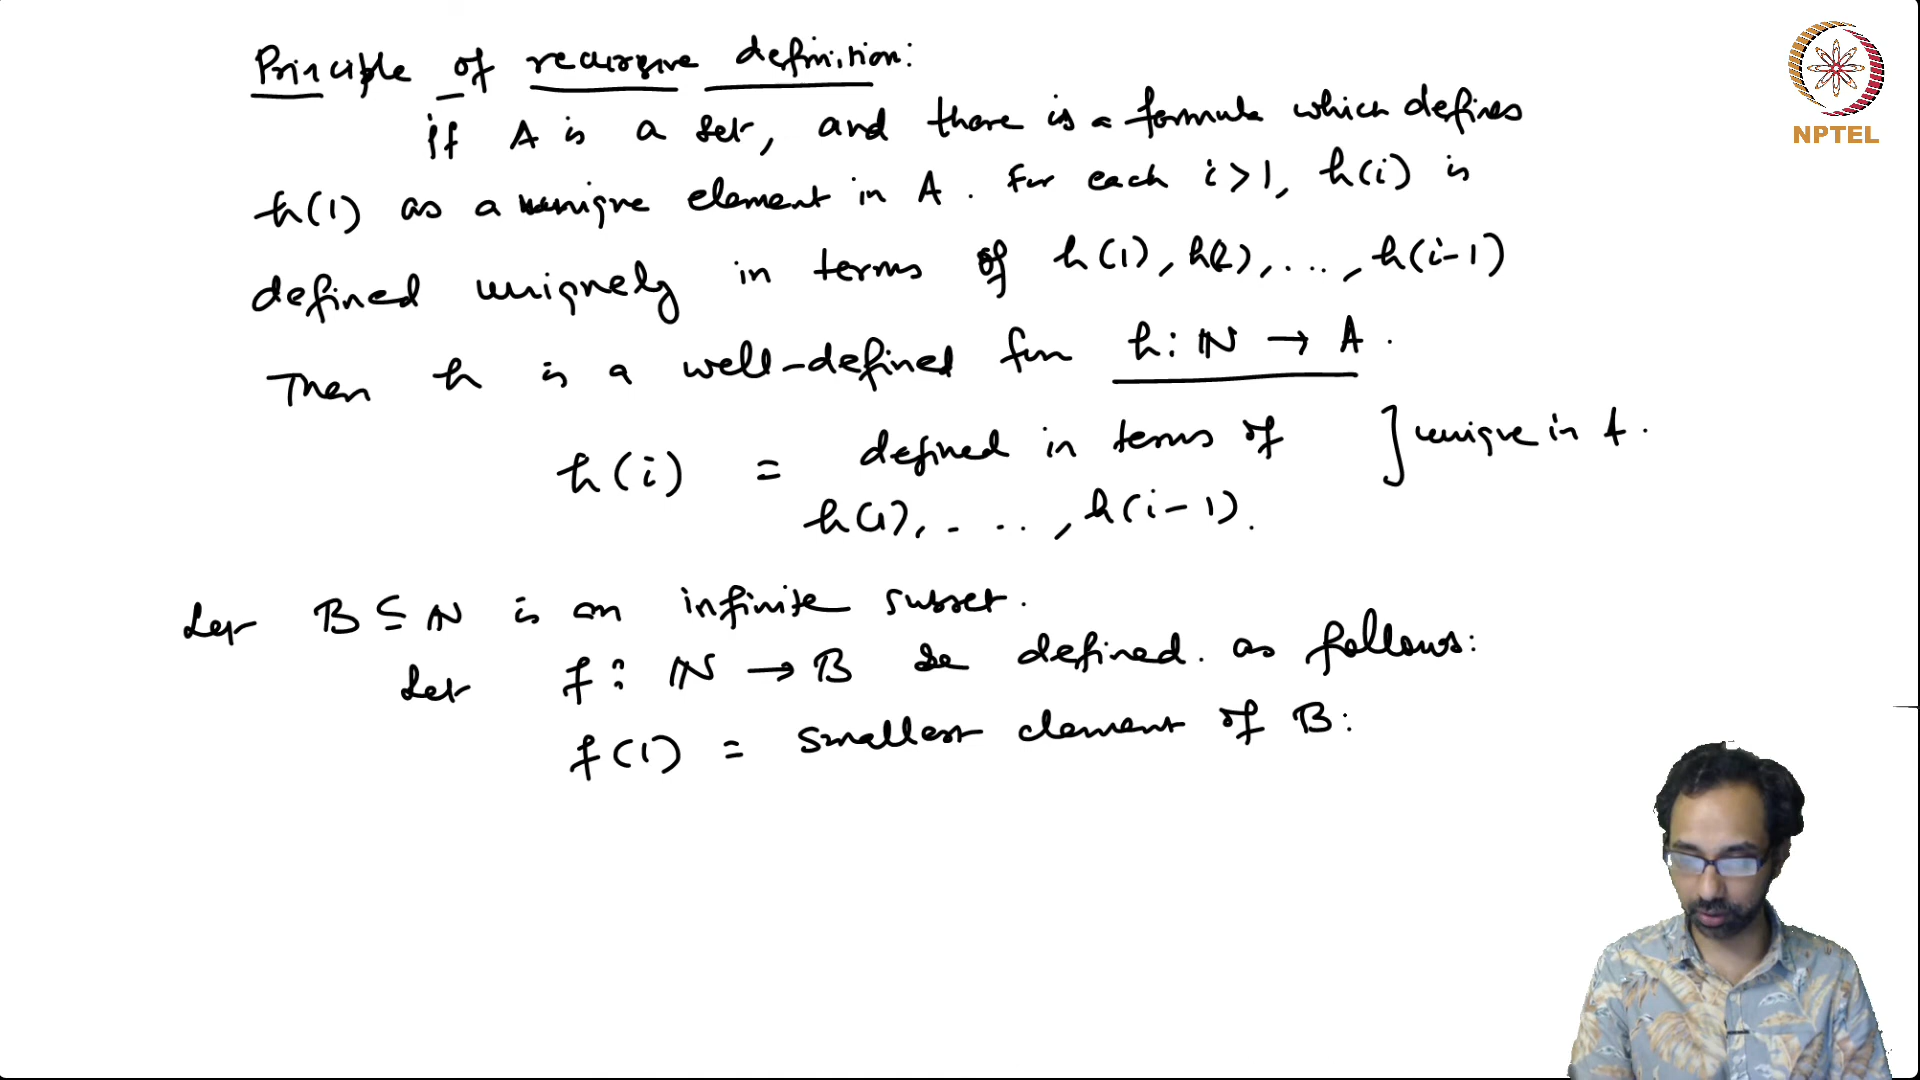 Principle of recursive definition:
NPTEL
if A is a set, and there is a formula which defines
h(1) as a unique element in A. For each i>1, h(i) is
defined uniquely in terms of h(1), h(2), ..., h(i-1)
Then h is a well-defined fun h: ℕ → A.
h(i) = defined in terms of ] unique in A.
h(1), ...., h(i-1).
Let B ⊆ ℕ is an infinite subset.
Let f: ℕ → B be defined. as follows:
f(1) = smallest element of B: